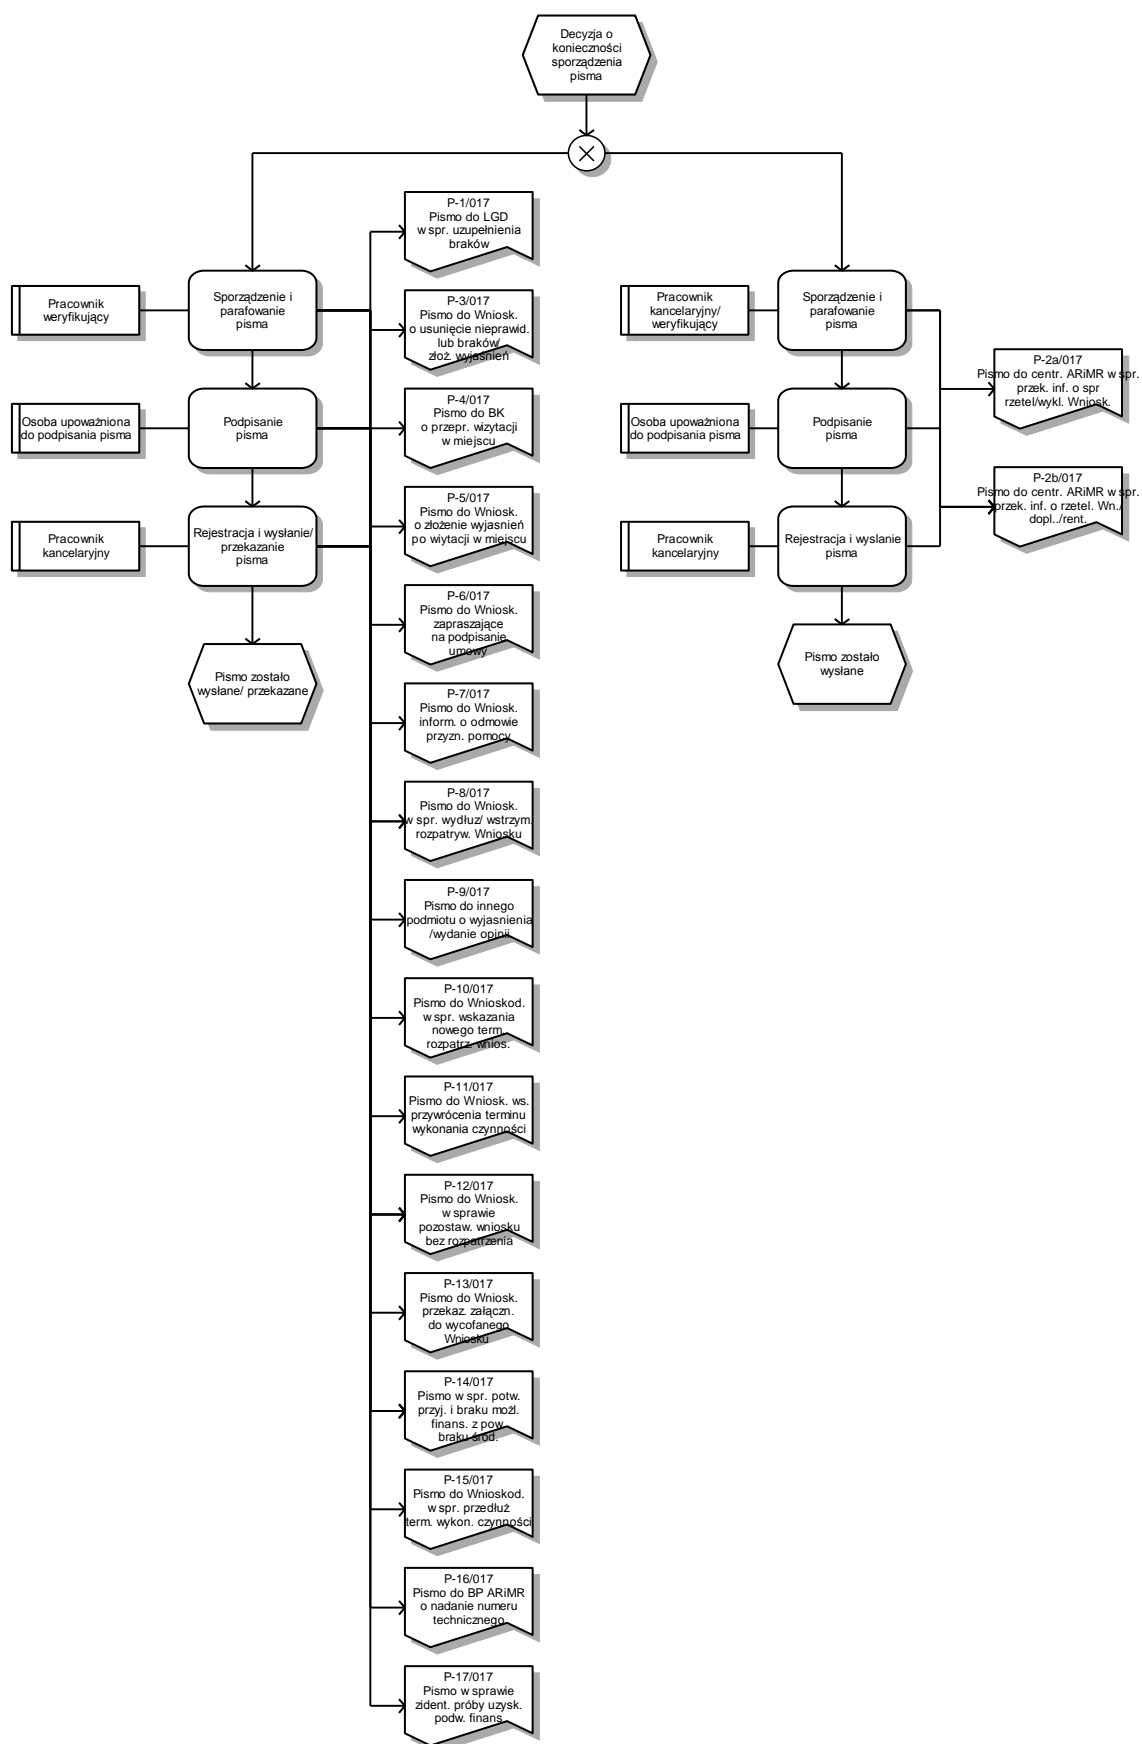 Decyzja o
konieczności
sporządzenia
pisma
Pracownik
weryfikujący
Sporządzenie i
parafowanie
pisma
Osoba upoważniona
do podpisania pisma
Podpisanie
pisma
Pracownik
kancelaryjny
Rejestracja i wysłanie/
przekazanie
pisma
Pismo zostało
wysłane/ przekazane
P-1/017
Pismo do LGD
w spr. uzupełnienia
braków
P-3/017
Pismo do Wniosk.
o usunięcie nieprawid.
lub braków/
złoż. wyjaśnień
P-4/017
Pismo do BK
o przepr. wizytacji
w miejscu
P-5/017
Pismo do Wniosk.
o złożenie wyjasnień
po wiytacji w miejscu
P-6/017
Pismo do Wniosk.
zapraszające
na podpisanie
umowy
P-7/017
Pismo do Wniosk.
inform. o odmowie
przyzn. pomocy
P-8/017
Pismo do Wniosk.
w spr. wydłuz/ wstrzym.
rozpatryw. Wniosku
P-9/017
Pismo do innego
podmiotu o wyjasnienia
/wydanie opinii
P-10/017
Pismo do Wnioskod.
w spr. wskazania
nowego term.
rozpatrz. wnios.
P-11/017
Pismo do Wniosk. ws.
przywrócenia terminu
wykonania czynności
P-12/017
Pismo do Wniosk.
w sprawie
pozostaw. wniosku
bez rozpatrzenia
P-13/017
Pismo do Wniosk.
przekaz. załączn.
do wycofanego
Wniosku
P-14/017
Pismo w spr. potw.
przyj. i braku możl.
finans. z pow.
braku środ.
P-15/017
Pismo do Wnioskod.
w spr. przedłuż
term. wykon. czynności
P-16/017
Pismo do BP ARiMR
o nadanie numeru
technicznego
P-17/017
Pismo w sprawie
zident. próby uzysk.
podw. finans.
Pracownik
kancelaryjny/
weryfikujący
Sporządzenie i
parafowanie
pisma
Osoba upoważniona
do podpisania pisma
Podpisanie
pisma
Pracownik
kancelaryjny
Rejestracja i wyslanie
pisma
Pismo zostało
wysłane
P-2a/017
Pismo do centr. ARiMR w spr.
przek. inf. o spr
rzetel/wykl. Wniosk.
P-2b/017
Pismo do centr. ARiMR w spr.
przek. inf. o rzetel. Wn./
dopl../rent.